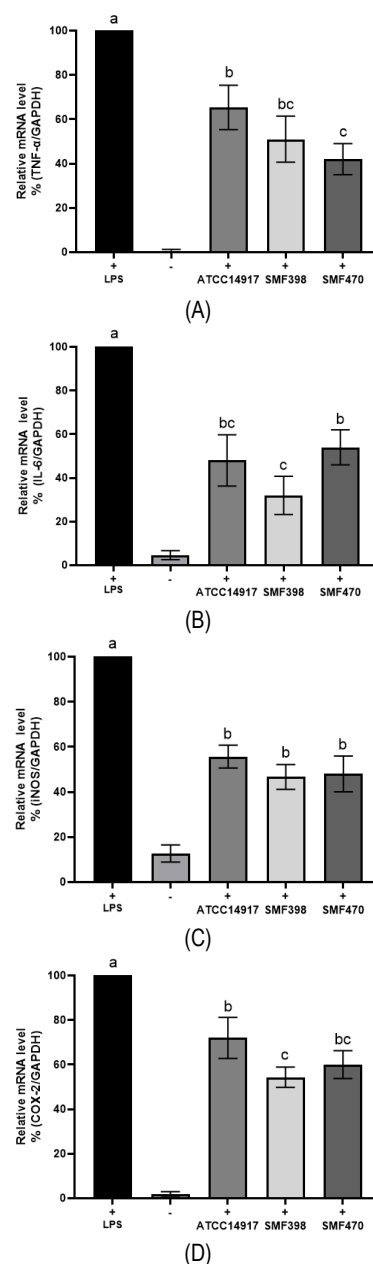 a
b
bc
c
100
80
60
40
20
0
Relative mRNA level
% (TNF-α/GAPDH)
+ - + + +
LPS ATCC14917 SMF398 SMF470
(A)
a
bc
c
b
100
80
60
40
20
0
Relative mRNA level
% (IL-6/GAPDH)
+ - + + +
LPS ATCC14917 SMF398 SMF470
(B)
a
b
b
b
100
80
60
40
20
0
Relative mRNA level
% (iNOS/GAPDH)
+ - + + +
LPS ATCC14917 SMF398 SMF470
(C)
a
b
c
bc
100
80
60
40
20
0
Relative mRNA level
% (COX-2/GAPDH)
+ - + + +
LPS ATCC14917 SMF398 SMF470
(D)